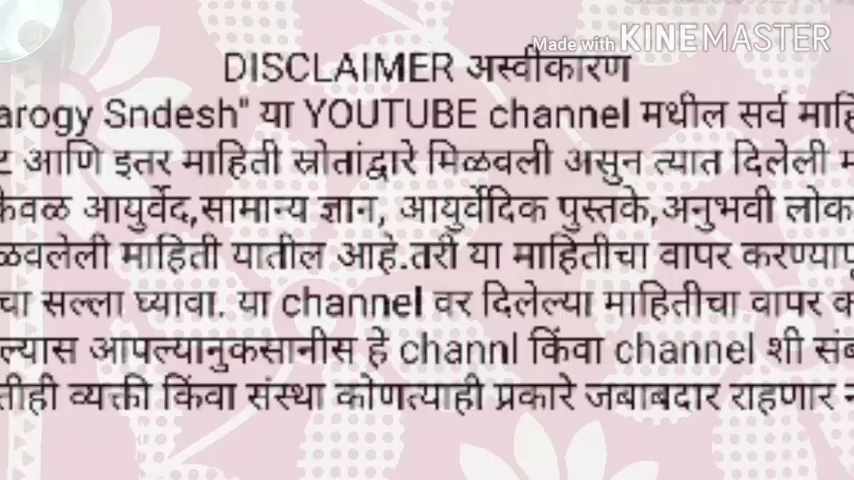 Made with KINEMASTER
DISCLAIMER अस्वीकारण
arogy Sndesh" या YOUTUBE channel मधील सर्व माहि
ट आणि इतर माहिती स्रोतांद्वारे मिळवली असुन त्यात दिलेली म
केवळ आयुर्वेद,सामान्य ज्ञान, आयुर्वेदिक पुस्तके,अनुभवी लोक
ळवलेली माहिती यातील आहे.तरी या माहितीचा वापर करण्यापू
चा सल्ला घ्यावा. या channel वर दिलेल्या माहितीचा वापर क
ल्यास आपल्यानुकसानीस हे channl किंवा channel शी संब
तीही व्यक्ती किंवा संस्था कोणत्याही प्रकारे जबाबदार राहणार न